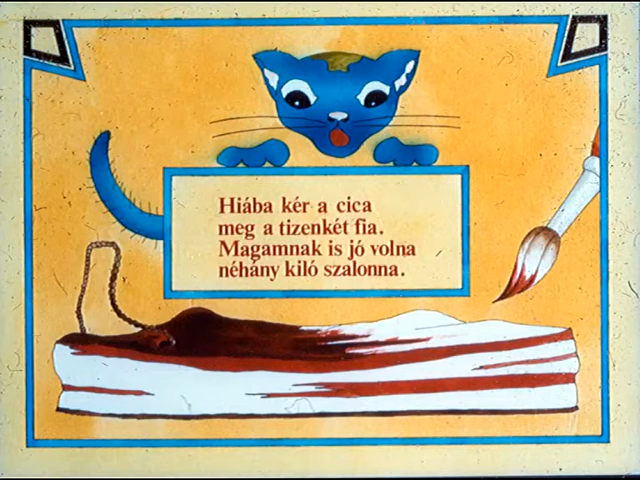 Hiába kér a cica
meg a tizenkét fia.
Magamnak is jó volna
néhány kiló szalonna.